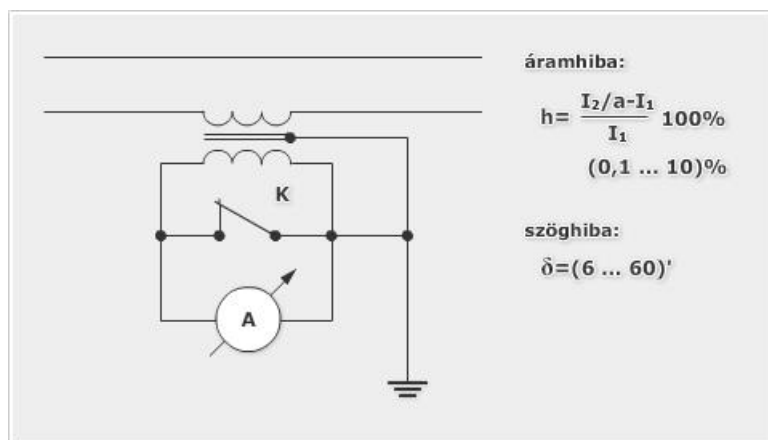 áramhiba:
h= I₂/a-I₁ / I₁ 100%
(0,1 ... 10)%
K
szöghiba:
δ=(6 ... 60)'
A